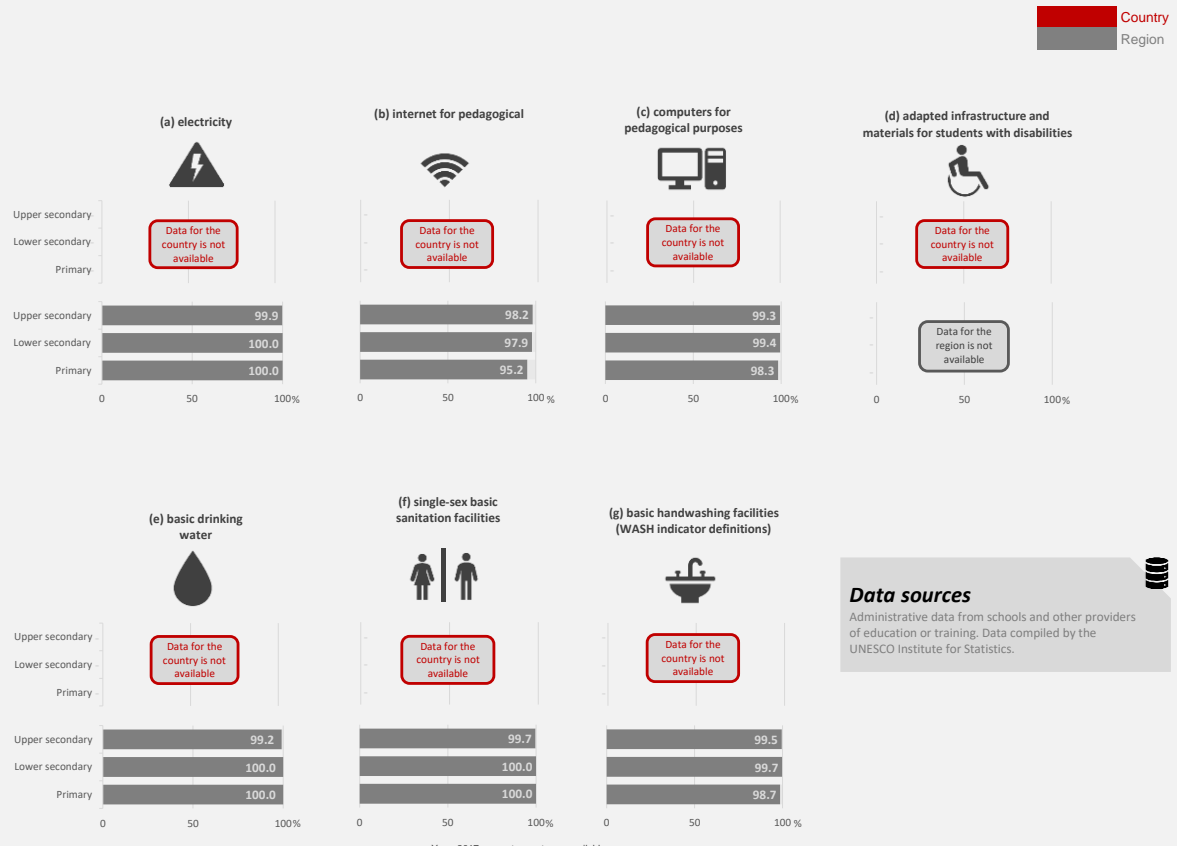 Country
Region
(a) electricity
(b) internet for pedagogical
(c) computers for
pedagogical purposes
(d) adapted infrastructure and
materials for students with disabilities
Upper secondary
Lower secondary
Primary
Data for the
country is not
available
Data for the
country is not
available
Data for the
country is not
available
Data for the
country is not
available
Upper secondary
Lower secondary
Primary
99.9
100.0
100.0
98.2
97.9
95.2
99.3
99.4
98.3
Data for the
region is not
available
0 50 100%
0 50 100 %
0 50 100%
0 50 100%
(e) basic drinking
water
(f) single-sex basic
sanitation facilities
(g) basic handwashing facilities
(WASH indicator definitions)
Upper secondary
Lower secondary
Primary
Data for the
country is not
available
Data for the
country is not
available
Data for the
country is not
available
Upper secondary
Lower secondary
Primary
99.2
100.0
100.0
99.7
100.0
100.0
99.5
99.7
98.7
0 50 100%
0 50 100%
0 50 100 %
Data sources
Administrative data from schools and other providers
of education or training. Data compiled by the
UNESCO Institute for Statistics.